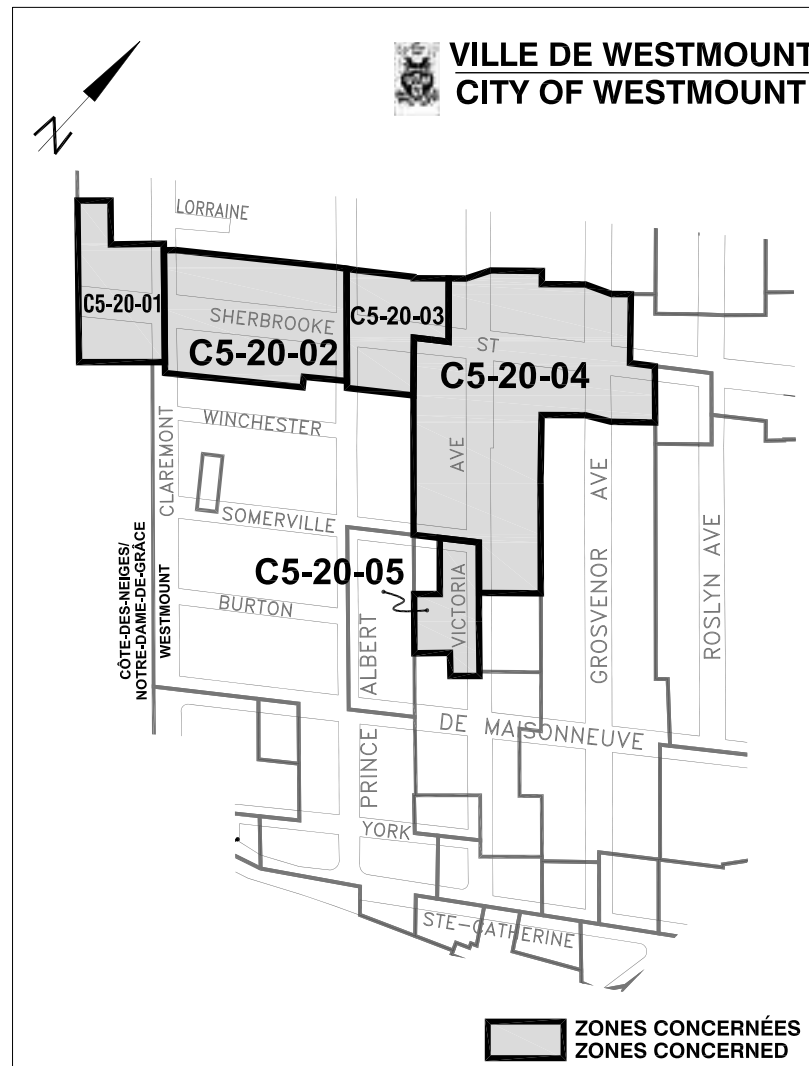 VILLE DE WESTMOUNT
CITY OF WESTMOUNT
N
LORRAINE
C5-20-01
SHERBROOKE
C5-20-03
ST
C5-20-02
C5-20-04
CLAREMONT
WINCHESTER
AVE
AVE
SOMERVILLE
C5-20-05
VICTORIA
GROSVENOR
ROSLYN AVE
BURTON
ALBERT
CÔTE-DES-NEIGES/
NOTRE-DAME-DE-GRÂCE
WESTMOUNT
DE MAISONNEUVE
PRINCE
YORK
STE-CATHERINE
ZONES CONCERNÉES
ZONES CONCERNED